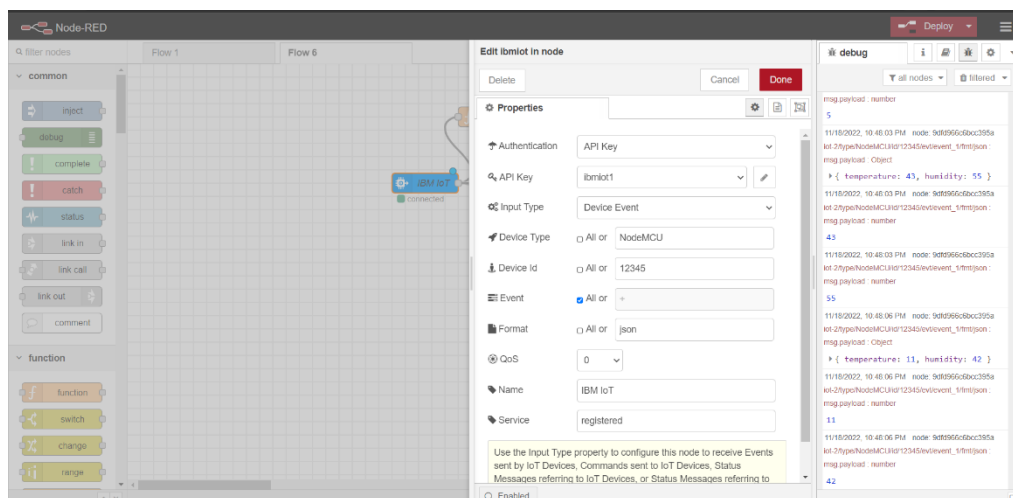 Node-RED
Deploy
filter nodes
Flow 1
Flow 6
Edit ibmiot in node
debug
common
Delete
Cancel
Done
all nodes
filtered
inject
debug
complete
catch
status
link in
link call
link out
comment
function
function
switch
change
range
IBM IoT
connected
Properties
Authentication
API Key
API Key
ibmiot1
Input Type
Device Event
Device Type
All or
NodeMCU
Device Id
All or
12345
Event
All or
+
Format
All or
json
QoS
0
Name
IBM IoT
Service
registered
Use the Input Type property to configure this node to receive Events
sent by IoT Devices, Commands sent to IoT Devices, Status
Messages referring to IoT Devices, or Status Messages referring to
Enabled
msg.payload : number
5
11/18/2022, 10:48:03 PM node: 9dfd966c6bcc395a
iot-2/type/NodeMCU/id/12345/evt/event_1/fmt/json :
msg.payload : Object
{ temperature: 43, humidity: 55 }
11/18/2022, 10:48:03 PM node: 9dfd966c6bcc395a
iot-2/type/NodeMCU/id/12345/evt/event_1/fmt/json :
msg.payload : number
43
11/18/2022, 10:48:03 PM node: 9dfd966c6bcc395a
iot-2/type/NodeMCU/id/12345/evt/event_1/fmt/json :
msg.payload : number
55
11/18/2022, 10:48:06 PM node: 9dfd966c6bcc395a
iot-2/type/NodeMCU/id/12345/evt/event_1/fmt/json :
msg.payload : Object
{ temperature: 11, humidity: 42 }
11/18/2022, 10:48:06 PM node: 9dfd966c6bcc395a
iot-2/type/NodeMCU/id/12345/evt/event_1/fmt/json :
msg.payload : number
11
11/18/2022, 10:48:06 PM node: 9dfd966c6bcc395a
iot-2/type/NodeMCU/id/12345/evt/event_1/fmt/json :
msg.payload : number
42